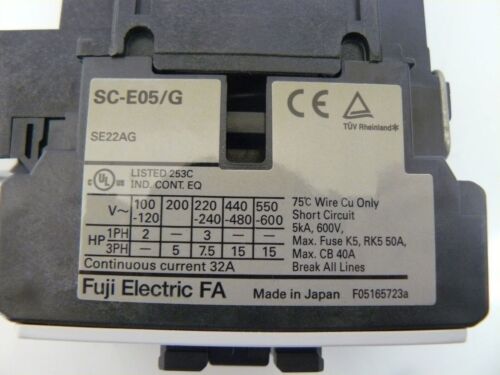 SC-E05/G
SE22AG
CE
TÜV Rheinland
c UL us LISTED 253C
IND. CONT. EQ
V~ 100-120 200 220-240 440-480 550-600
HP 1PH 2 – 3 – –
3PH – 5 7.5 15 15
Continuous current 32A
75°C Wire Cu Only
Short Circuit
5kA, 600V,
Max. Fuse K5, RK5 50A,
Max. CB 40A
Break All Lines
Fuji Electric FA Made in Japan F05165723a